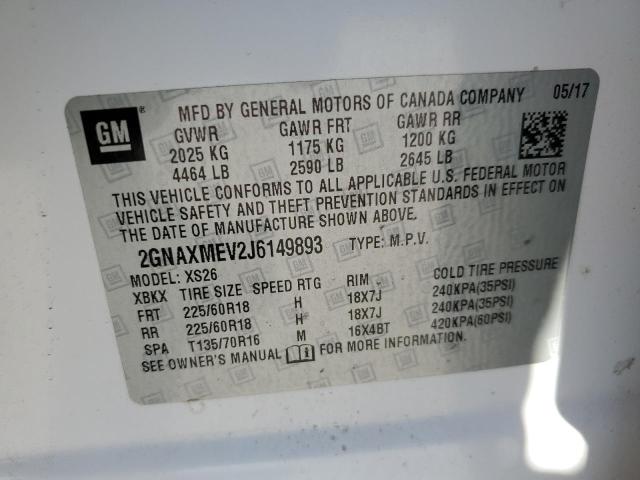 GM ® MFD BY GENERAL MOTORS OF CANADA COMPANY 05/17
GVWR GAWR FRT GAWR RR
2025 KG 1175 KG 1200 KG
4464 LB 2590 LB 2645 LB
THIS VEHICLE CONFORMS TO ALL APPLICABLE U.S. FEDERAL MOTOR
VEHICLE SAFETY AND THEFT PREVENTION STANDARDS IN EFFECT ON
THE DATE OF MANUFACTURE SHOWN ABOVE.
2GNAXMEV2J6149893 TYPE: M.P.V.
MODEL: XS26
XBKX TIRE SIZE SPEED RTG RIM COLD TIRE PRESSURE
FRT 225/60R18 H 18X7J 240KPA(35PSI)
RR 225/60R18 H 18X7J 240KPA(35PSI)
SPA T135/70R16 M 16X4BT 420KPA(60PSI)
SEE OWNER'S MANUAL FOR MORE INFORMATION.